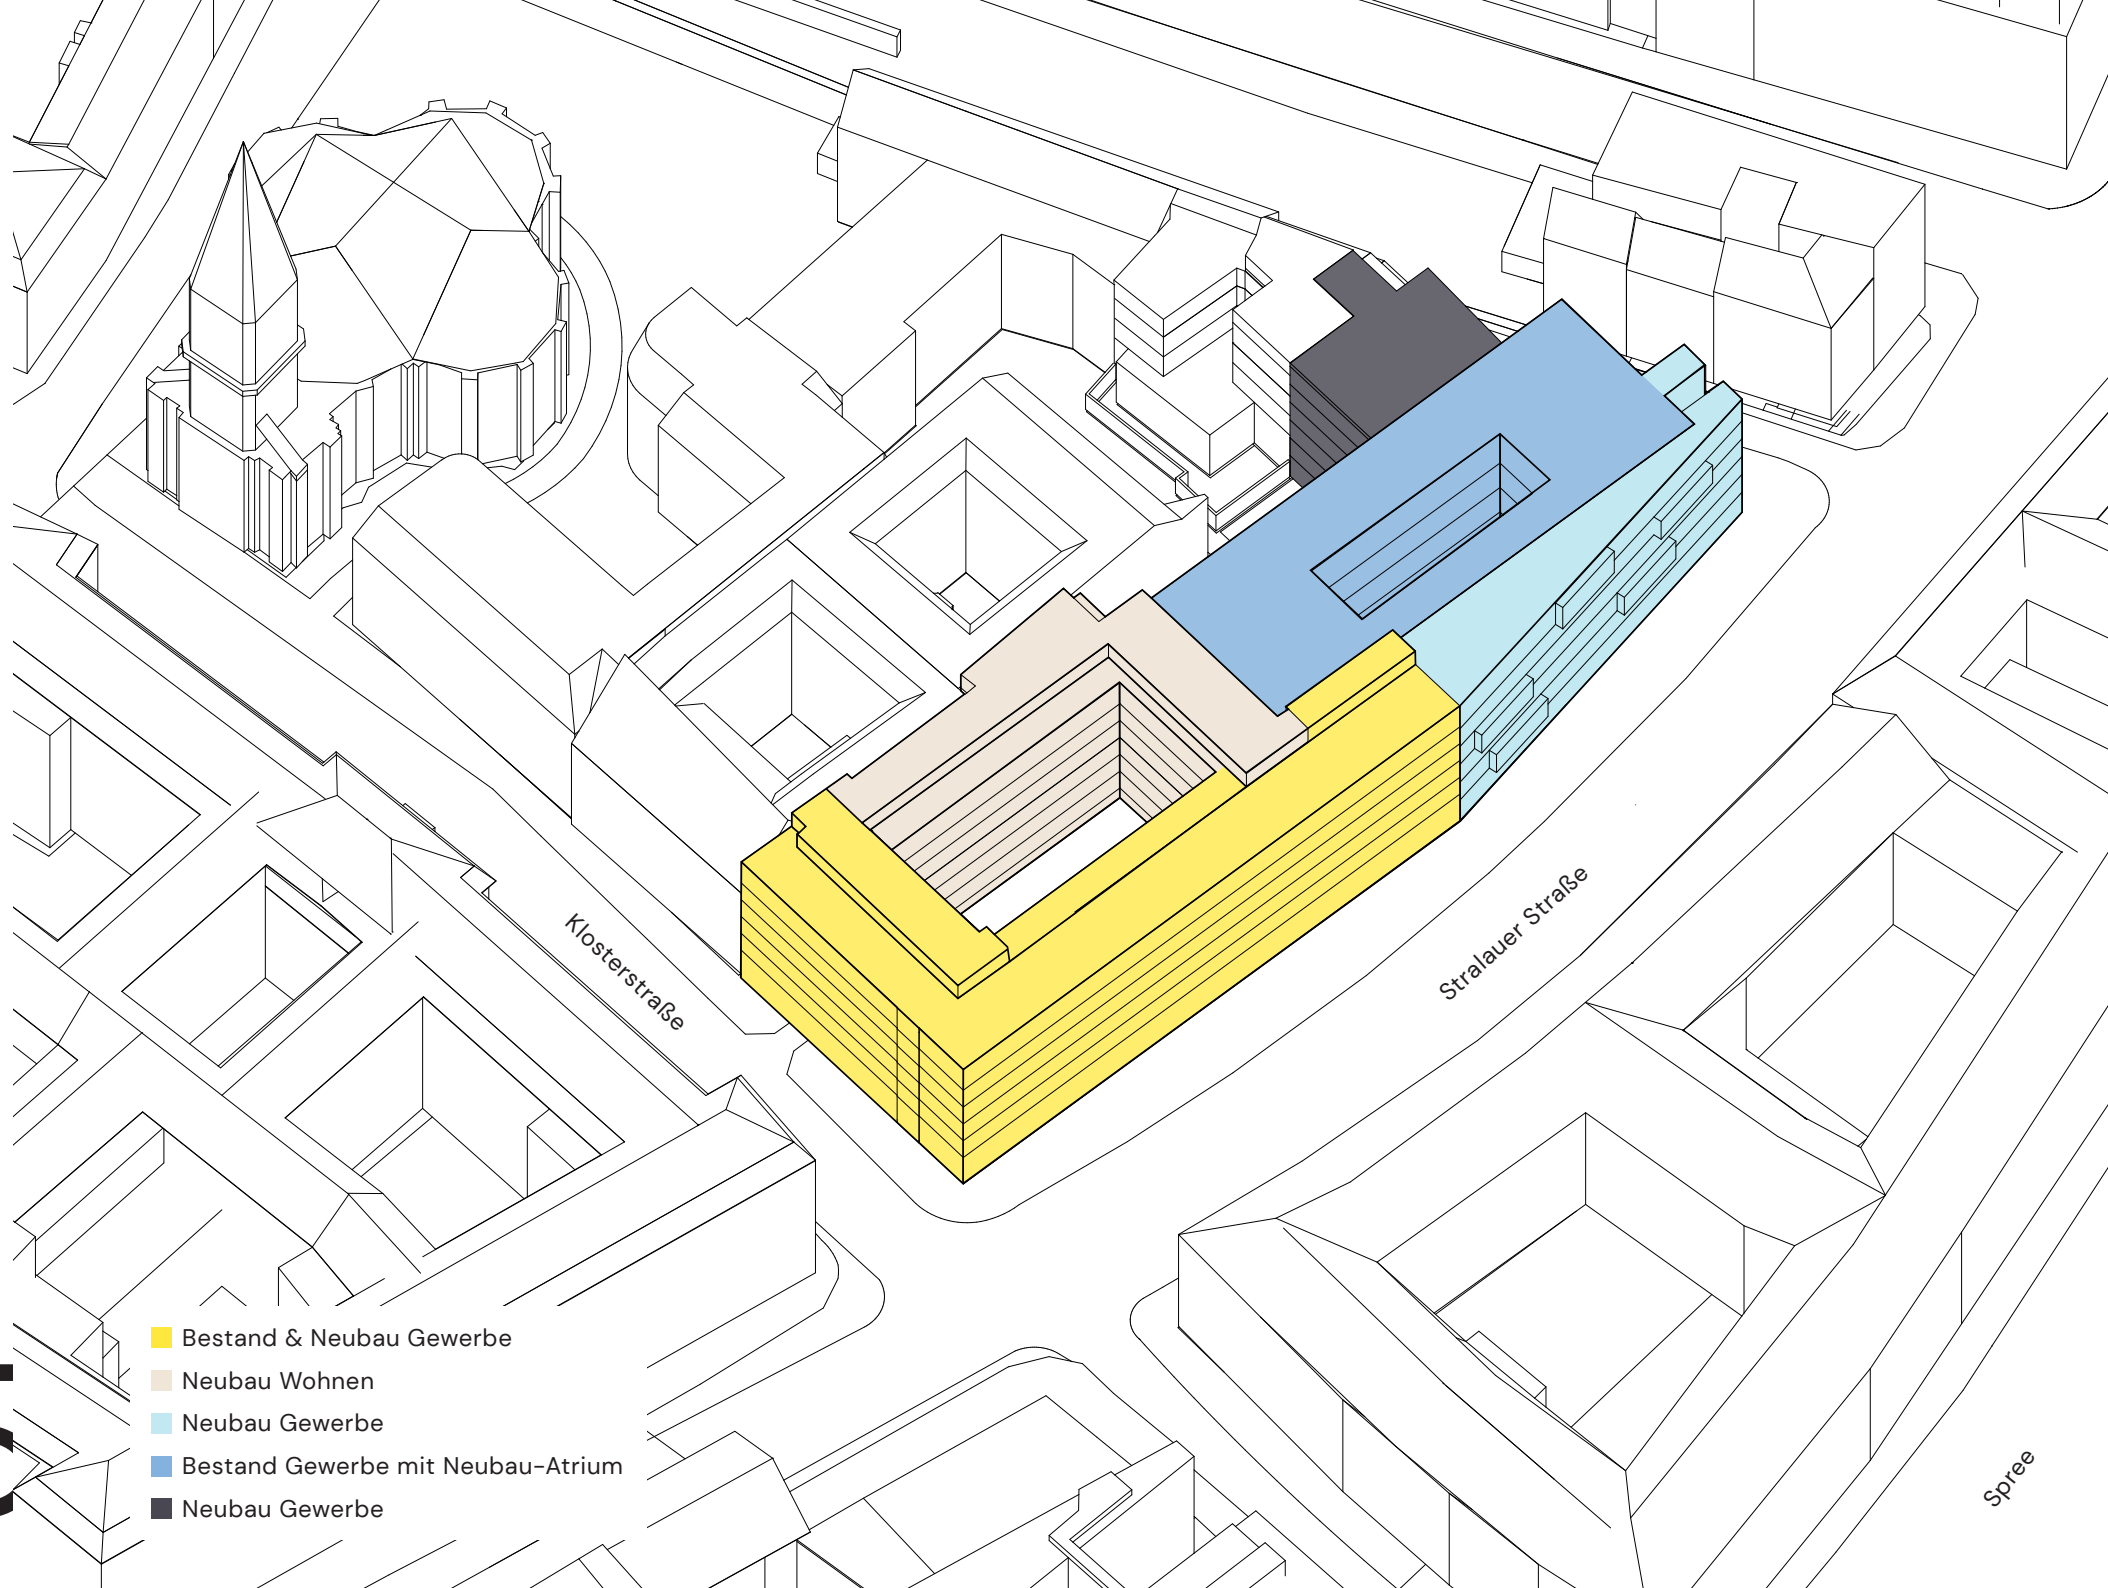 Klosterstraße
Stralauer Straße
Bestand & Neubau Gewerbe
Neubau Wohnen
Neubau Gewerbe
Bestand Gewerbe mit Neubau-Atrium
Neubau Gewerbe
Spree